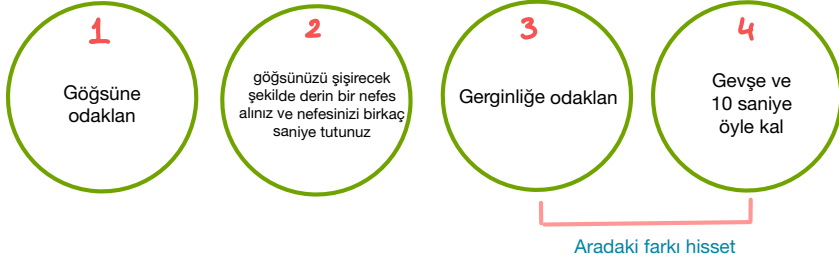 1
Göğsüne
odaklan
2
göğsünüzü şişirecek
şekilde derin bir nefes
alınız ve nefesinizi birkaç
saniye tutunuz
3
Gerginliğe odaklan
4
Gevşe ve
10 saniye
öyle kal
Aradaki farkı hisset